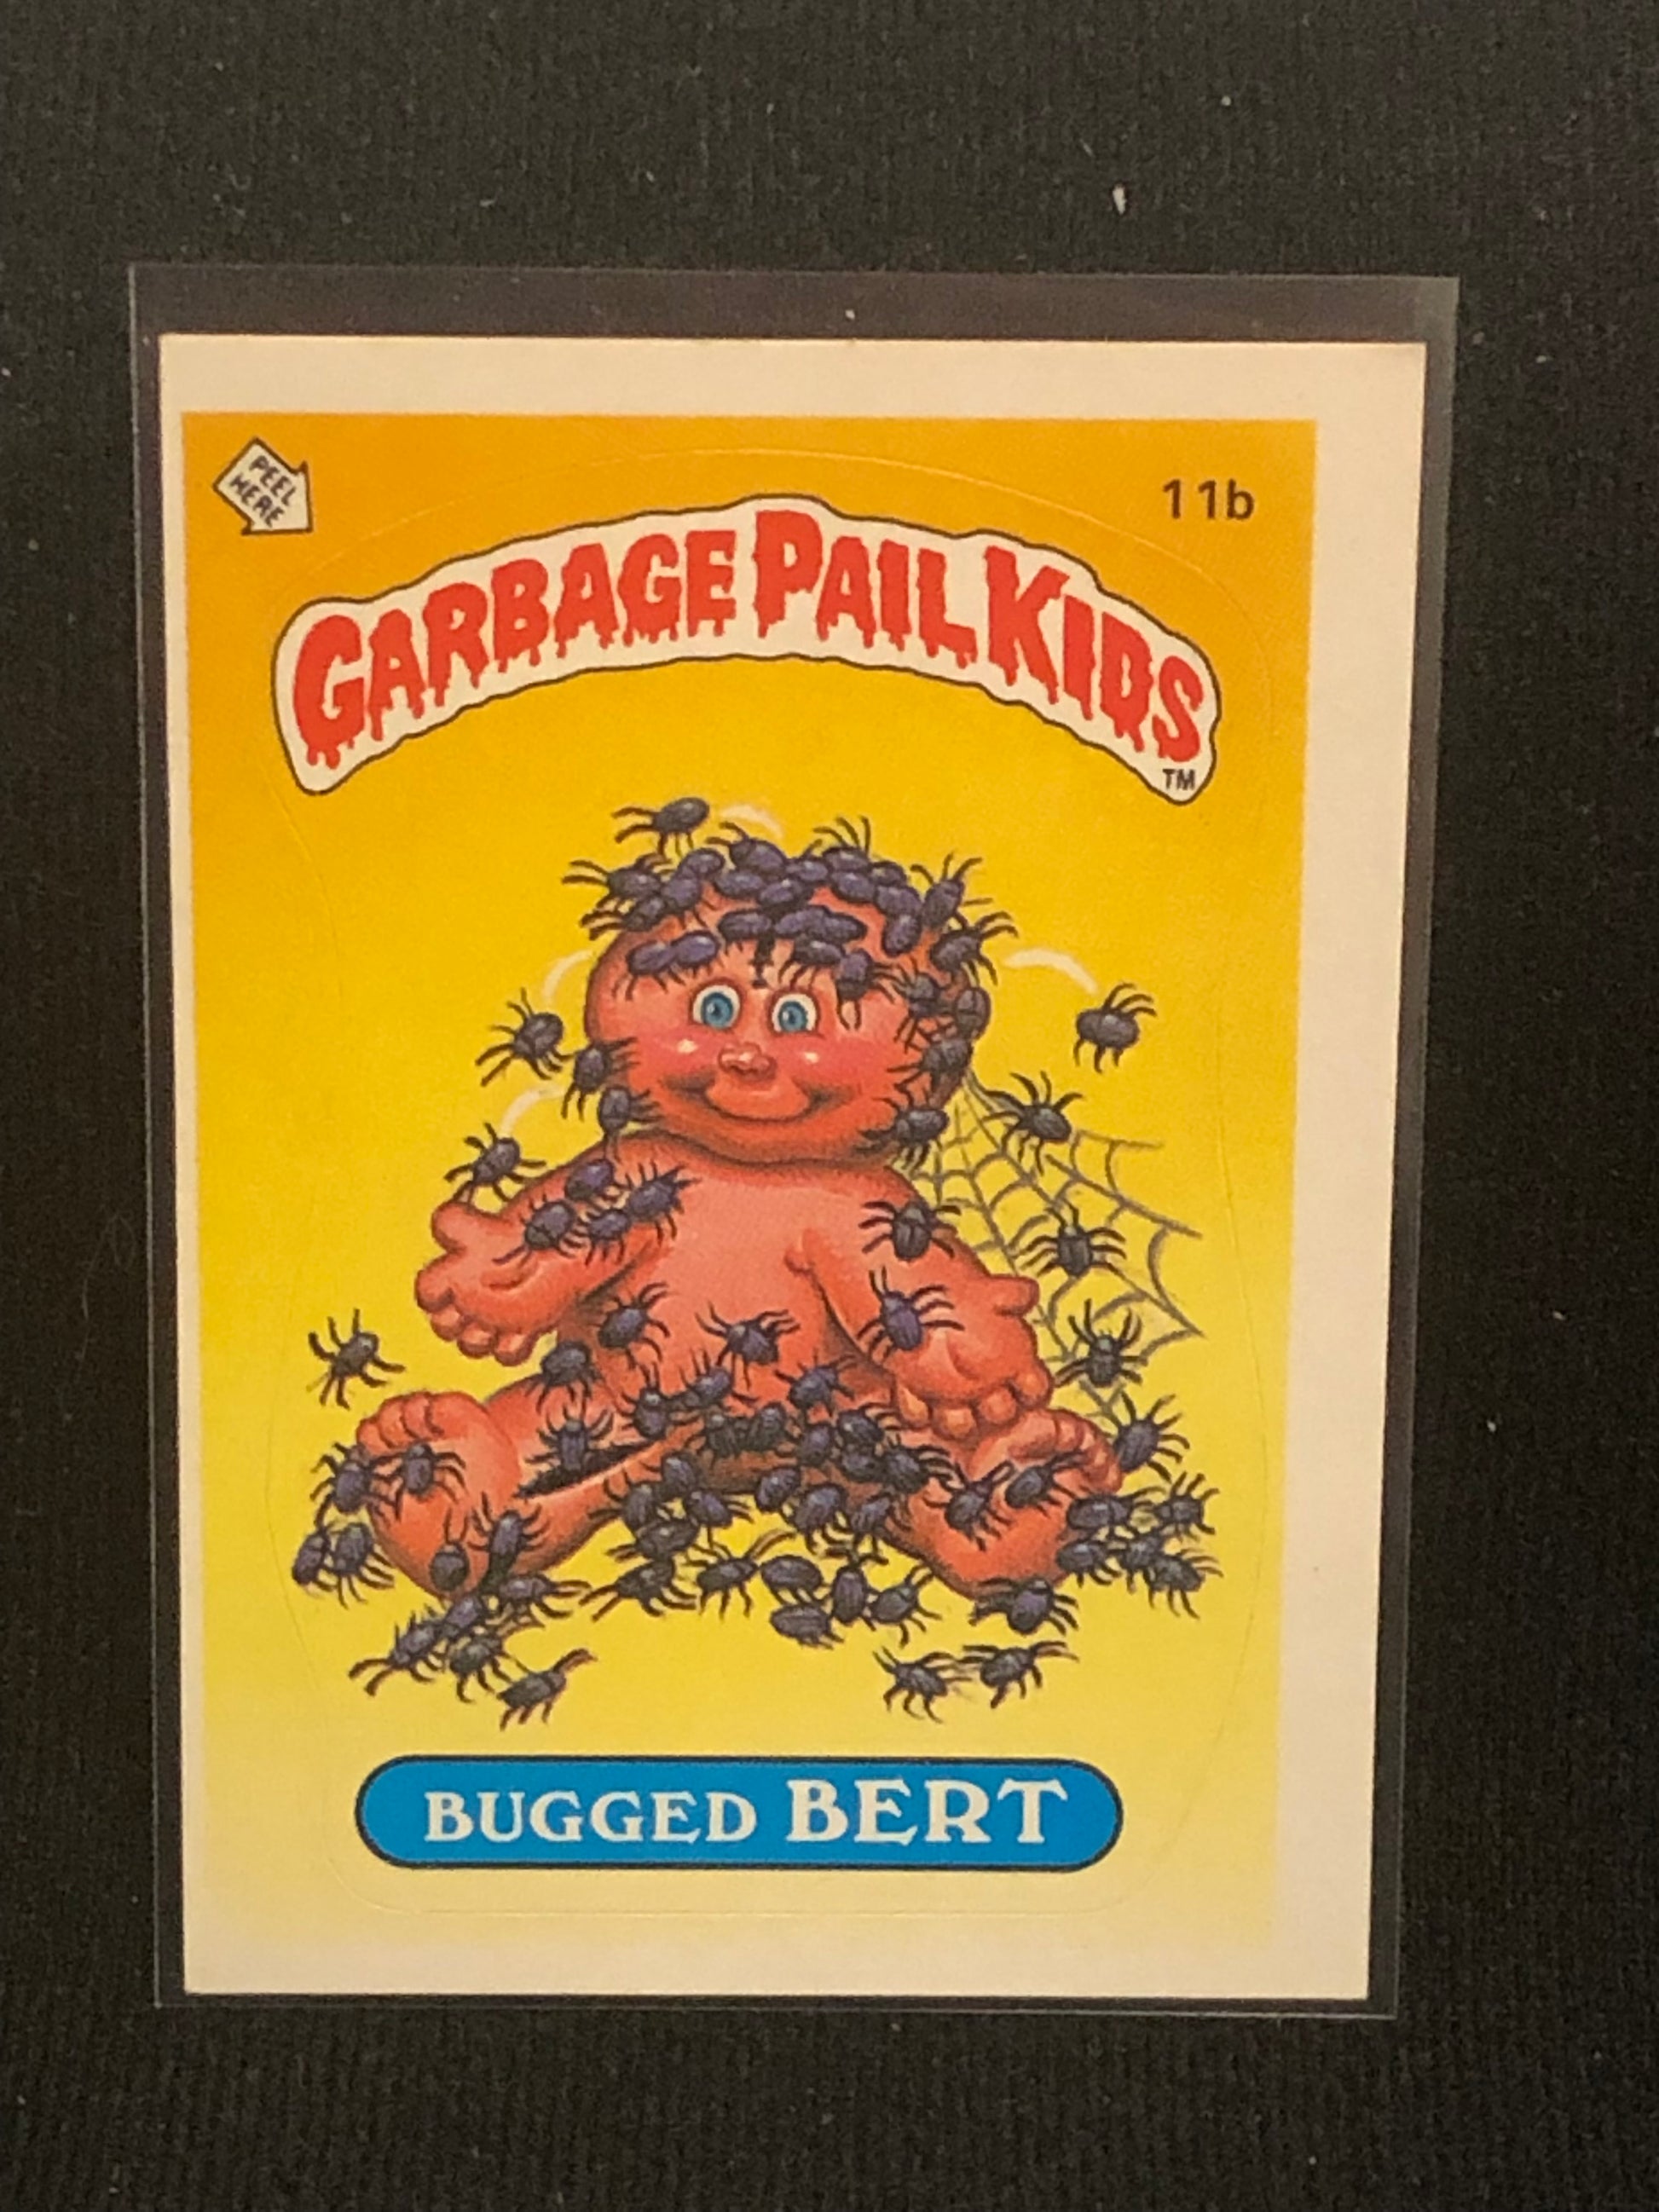 PEEL
HERE
11b
GARBAGE PAIL KIDS
TM
BUGGED BERT